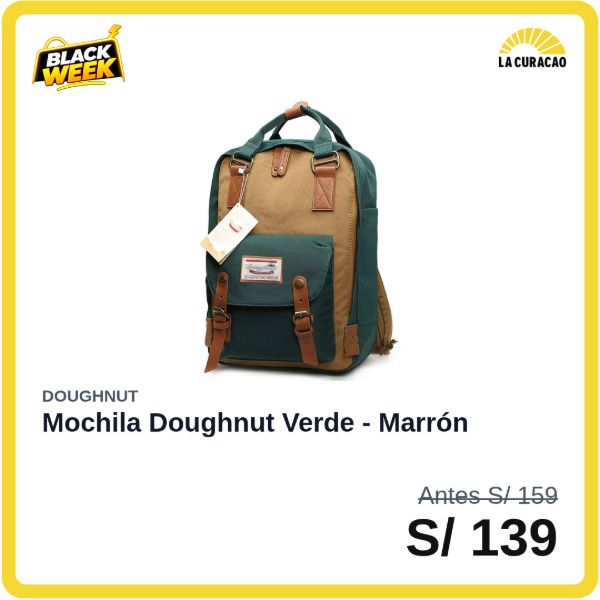 BLACK
WEEK
LA CURACAO
DOUGHNUT
Mochila Doughnut Verde - Marrón
Antes S/ 159
S/ 139